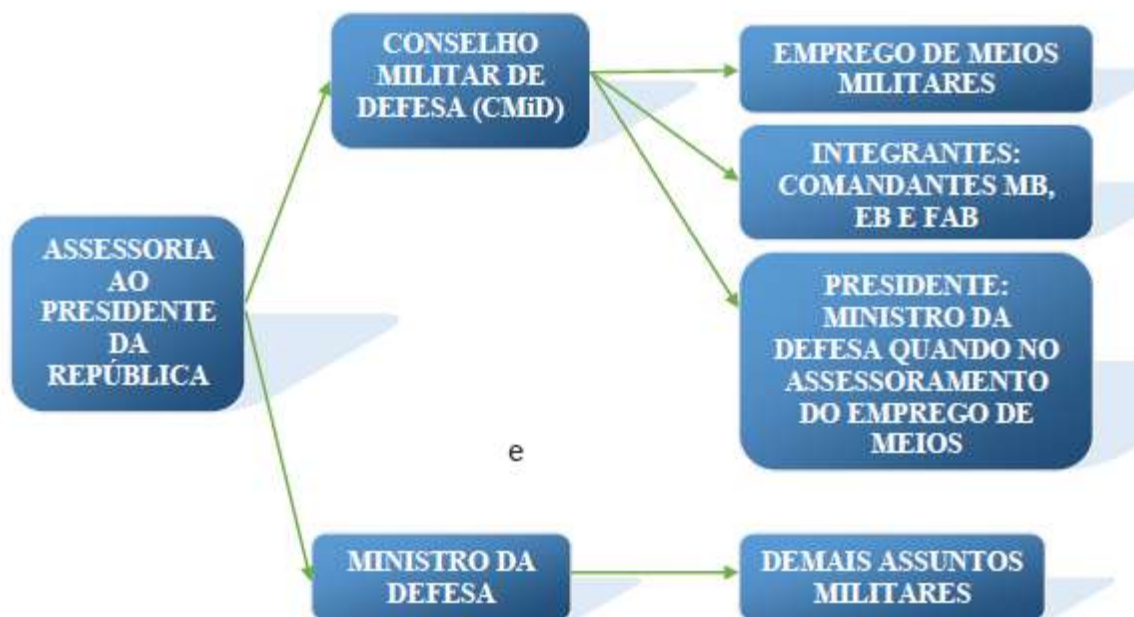 CONSELHO
MILITAR DE
DEFESA (CMiD)
EMPREGO DE MEIOS
MILITARES
INTEGRANTES:
COMANDANTES MB,
EB E FAB
ASSESSORIA
AO
PRESIDENTE
DA
REPÚBLICA
PRESIDENTE:
MINISTRO DA
DEFESA QUANDO NO
ASSESSORAMENTO
DO EMPREGO DE
MEIOS
e
MINISTRO DA
DEFESA
DEMAIS ASSUNTOS
MILITARES